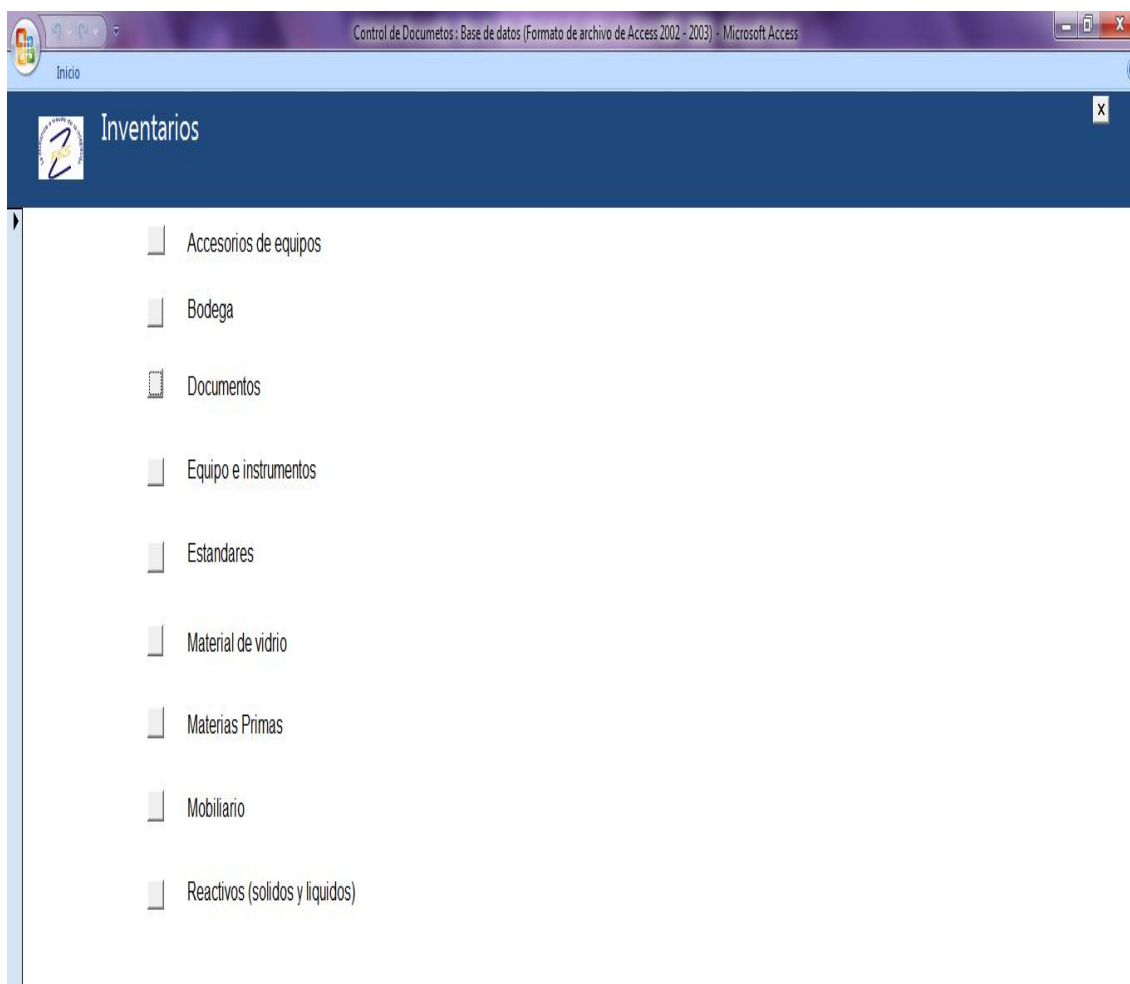 Control de Documetos : Base de datos (Formato de archivo de Access 2002 - 2003) - Microsoft Access
Inicio
Inventarios
Accesorios de equipos
Bodega
Documentos
Equipo e instrumentos
Estandares
Material de vidrio
Materias Primas
Mobiliario
Reactivos (solidos y liquidos)